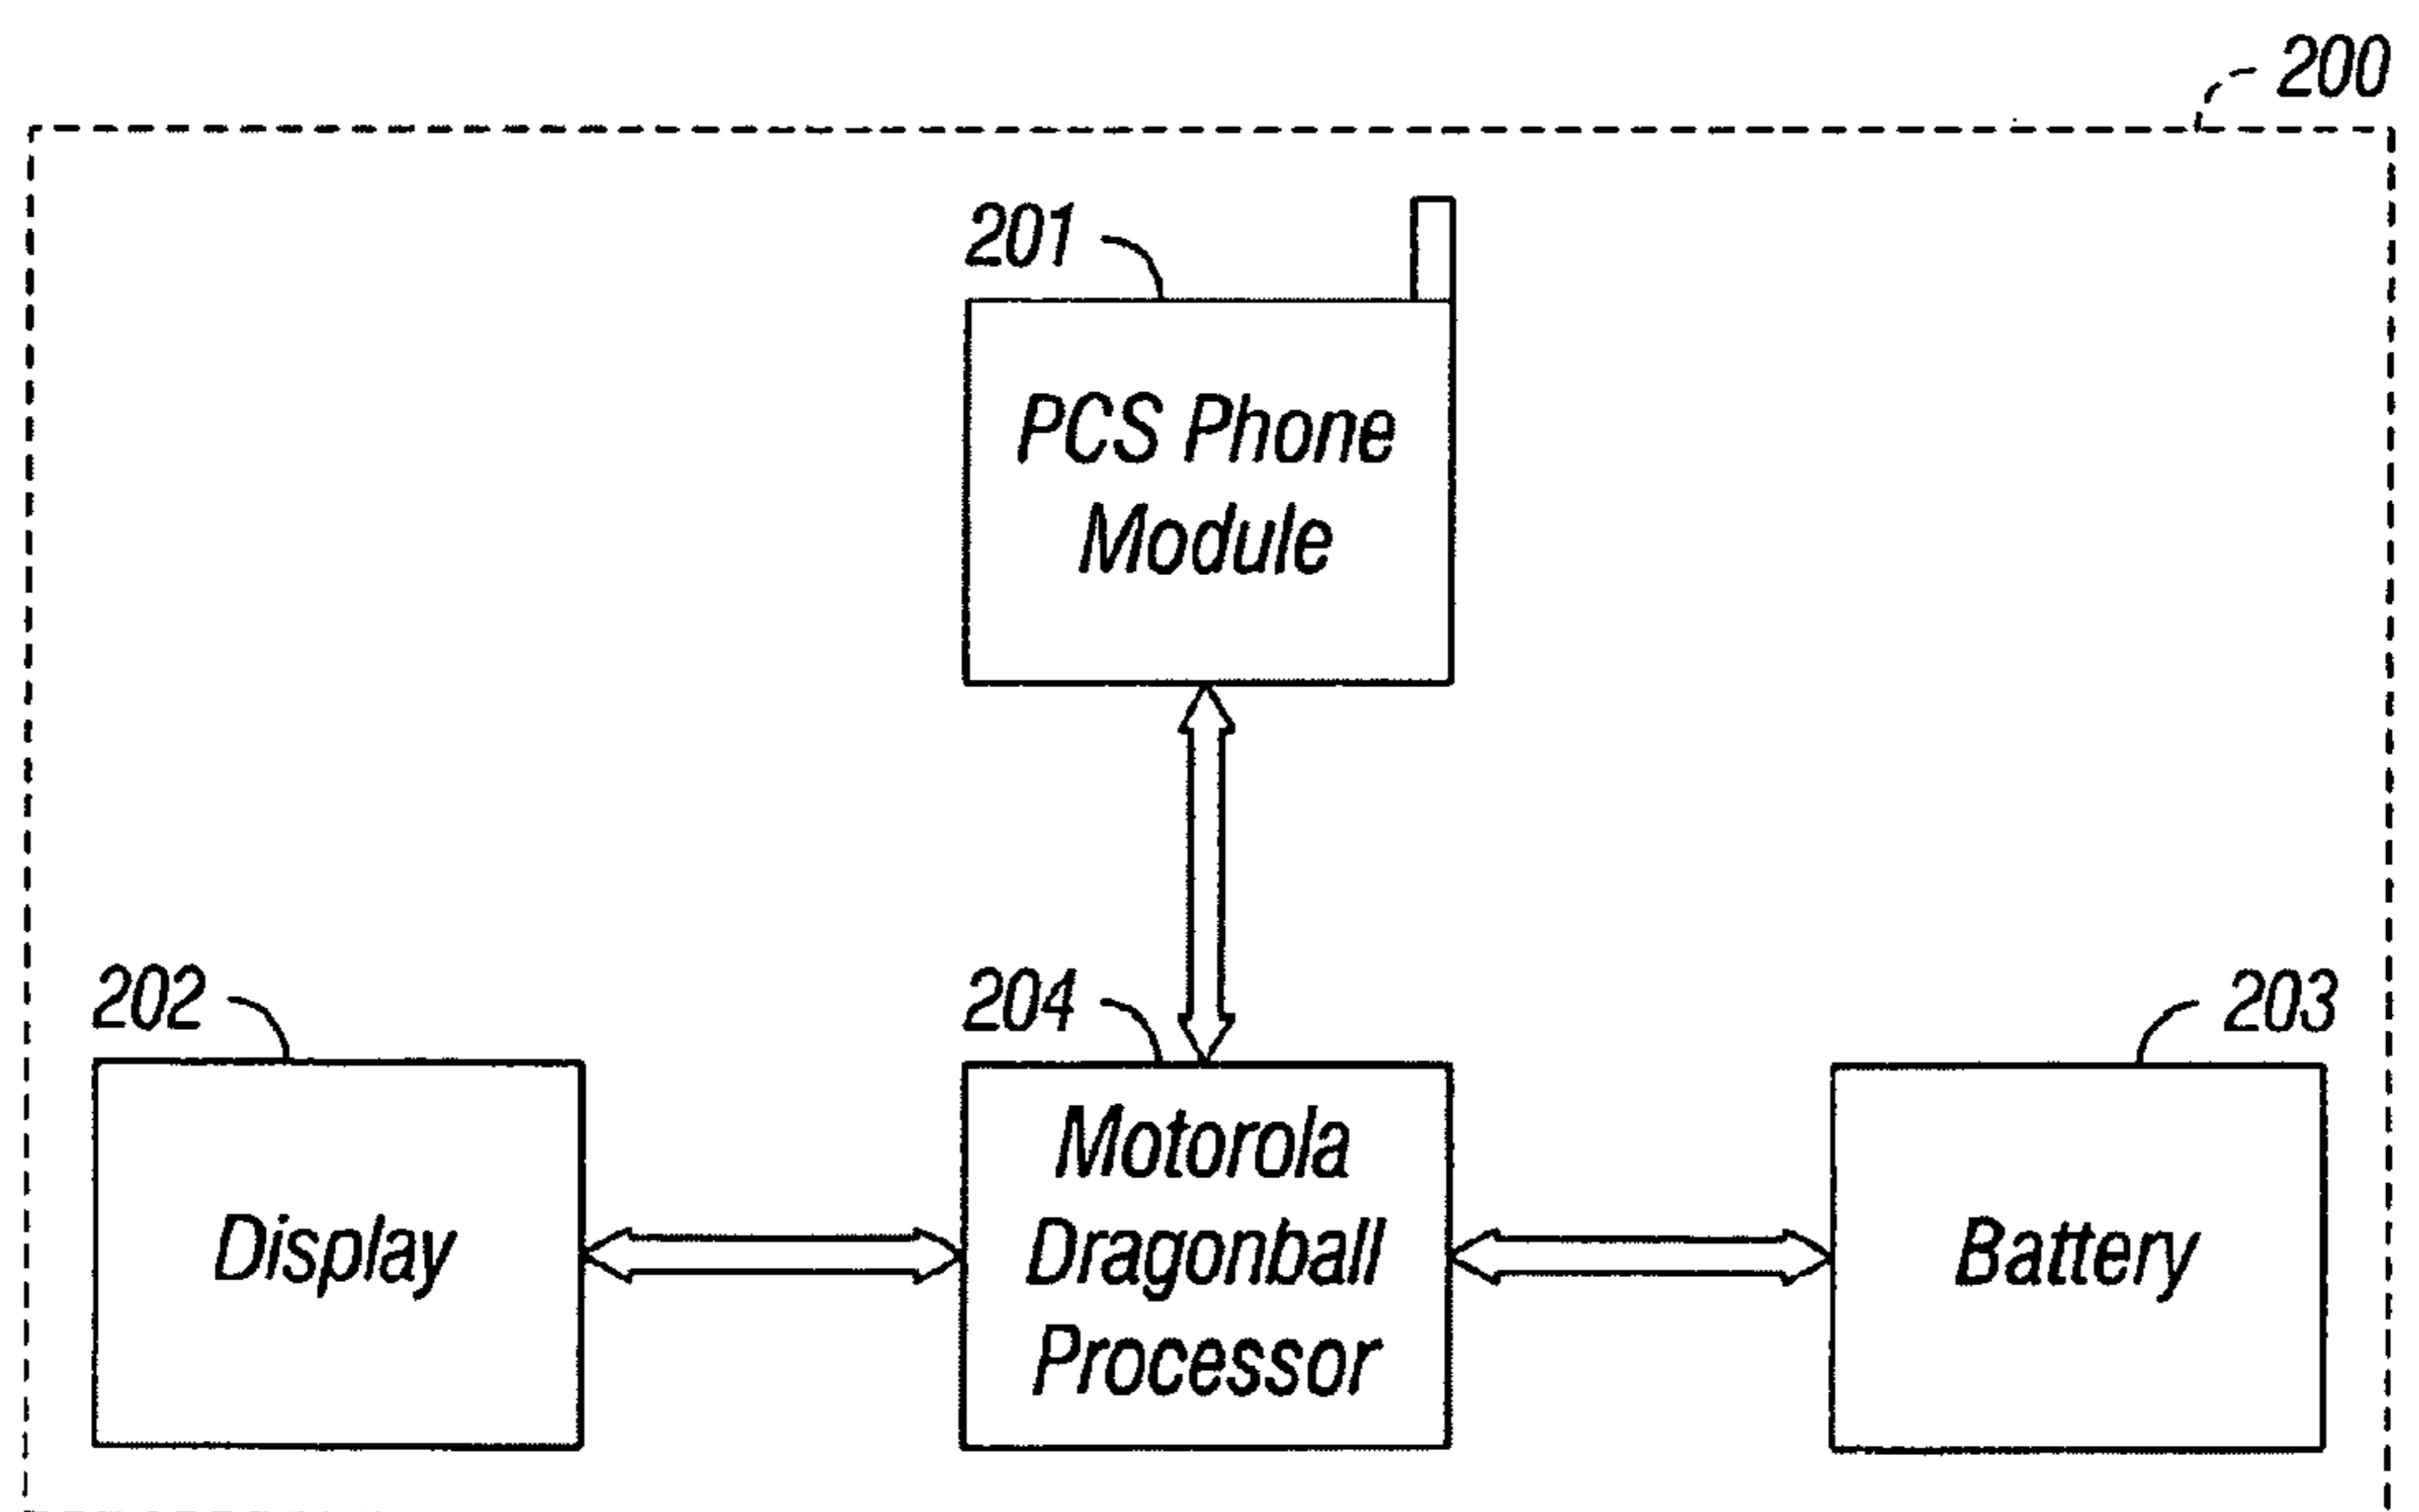 200
201
PCS Phone
Module
202
204
203
Display
Motorola
Dragonball
Processor
Battery